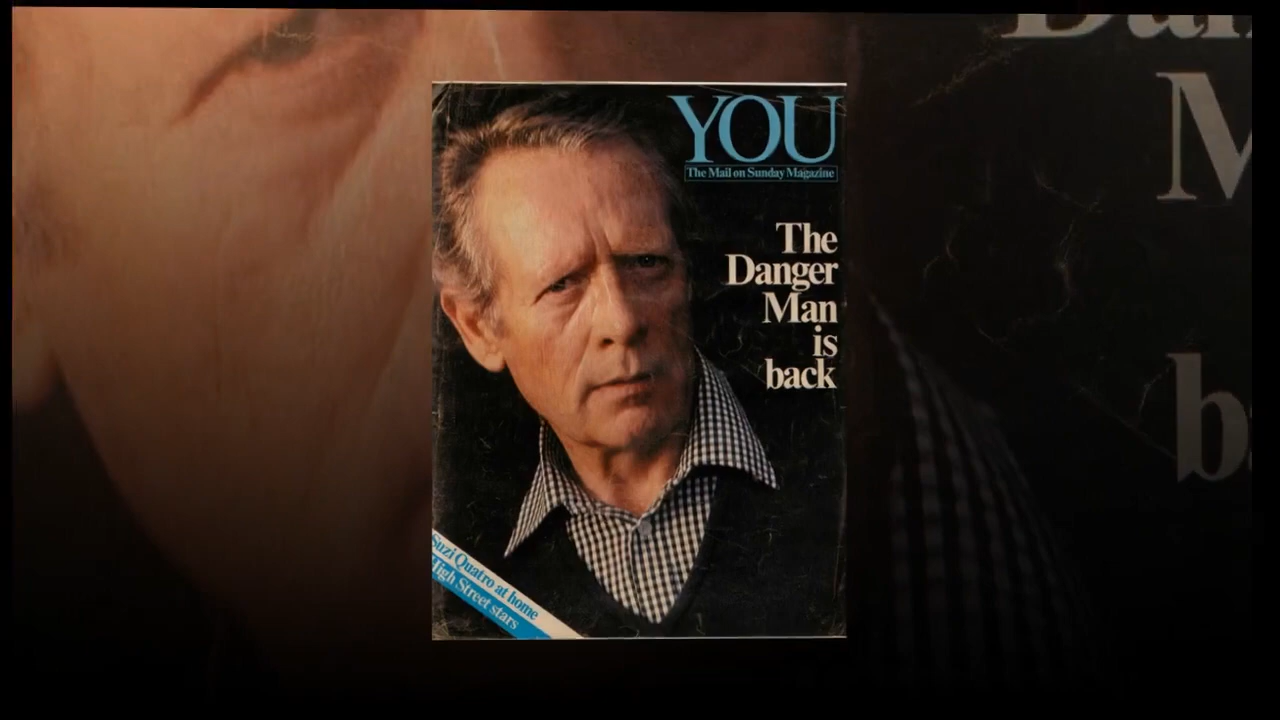 YOU
The Mail on Sunday Magazine
The
Danger
Man
is
back
Suzi Quatro at home
High Street stars